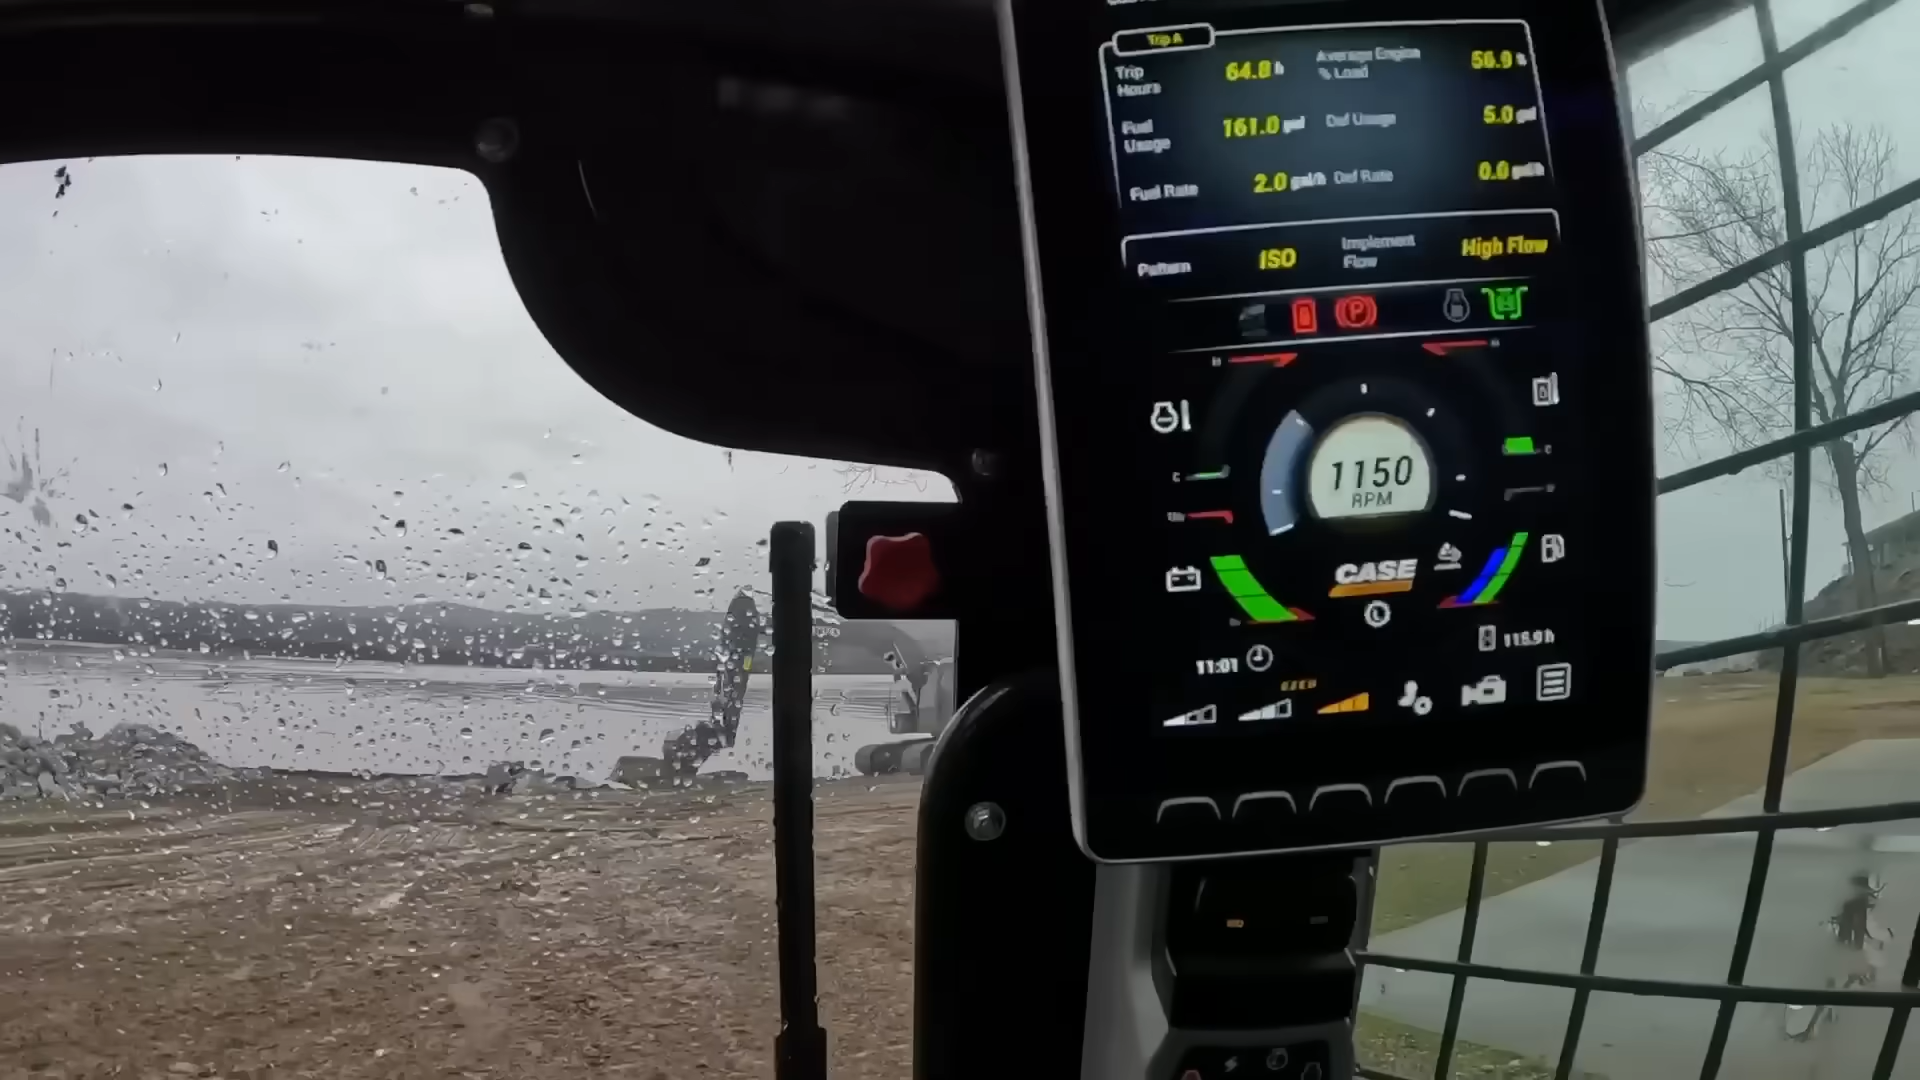 Trip A
Trip Hours 64.8 h Average Engine % Load 56.9 %
Fuel Usage 161.0 gal Def Usage 5.0 gal
Fuel Rate 2.0 gal/h Def Rate 0.0 gal/h
Pattern ISO Implement Flow High Flow
P
H H
C C
1150
RPM
CASE
115.9 h
11:01